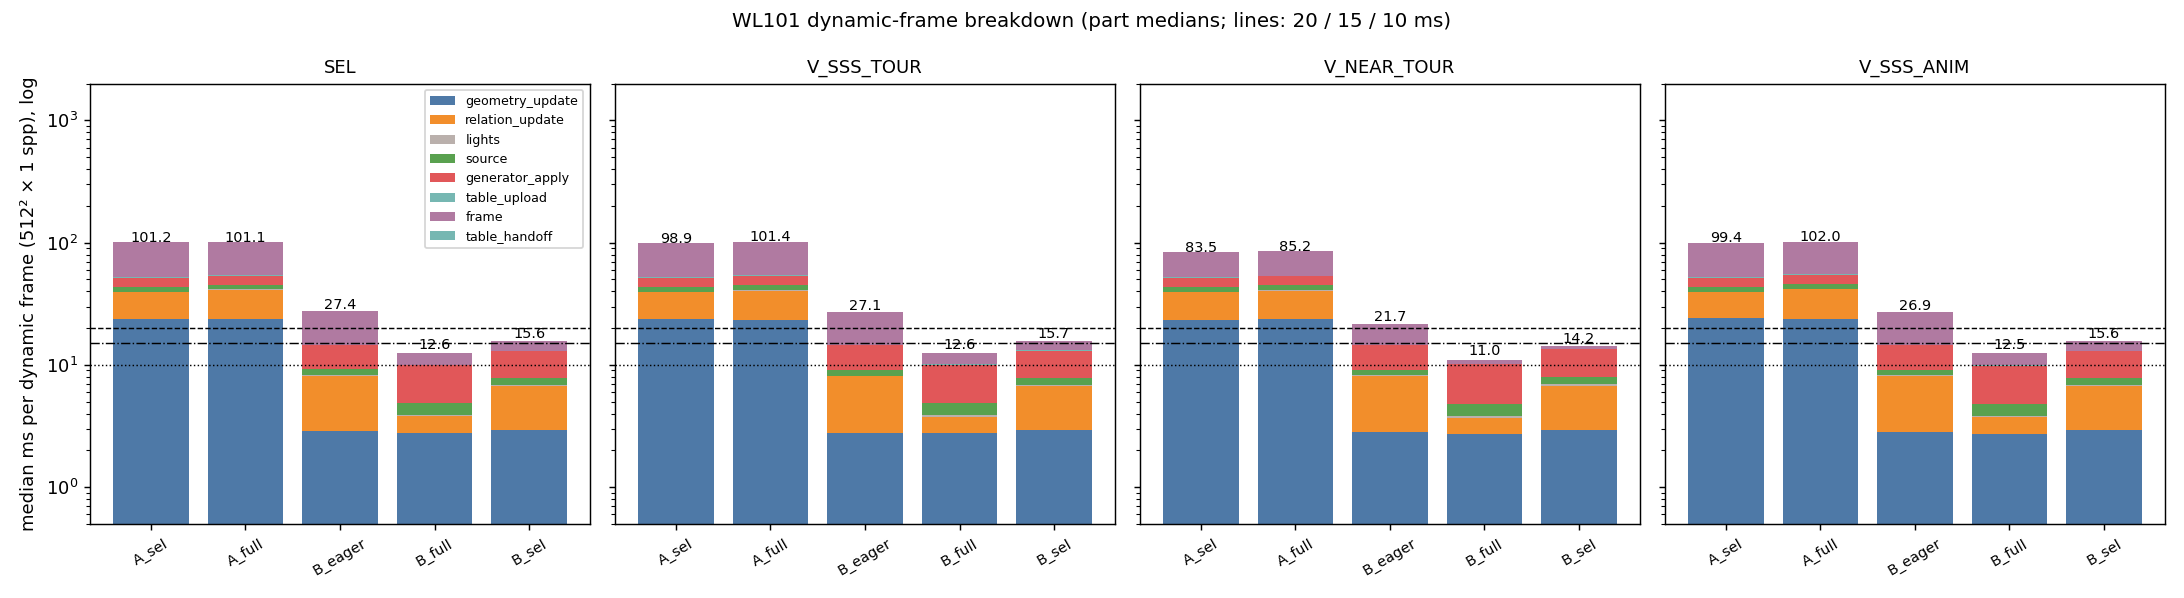 WL101 dynamic-frame breakdown (part medians; lines: 20 / 15 / 10 ms)
median ms per dynamic frame (512² × 1 spp), log
10³
10²
10¹
10⁰
SEL
geometry_update
relation_update
lights
source
generator_apply
table_upload
frame
table_handoff
101.2
101.1
27.4
12.6
15.6
A_sel
A_full
B_eager
B_full
B_sel
V_SSS_TOUR
98.9
101.4
27.1
12.6
15.7
A_sel
A_full
B_eager
B_full
B_sel
V_NEAR_TOUR
83.5
85.2
21.7
11.0
14.2
A_sel
A_full
B_eager
B_full
B_sel
V_SSS_ANIM
99.4
102.0
26.9
12.5
15.6
A_sel
A_full
B_eager
B_full
B_sel